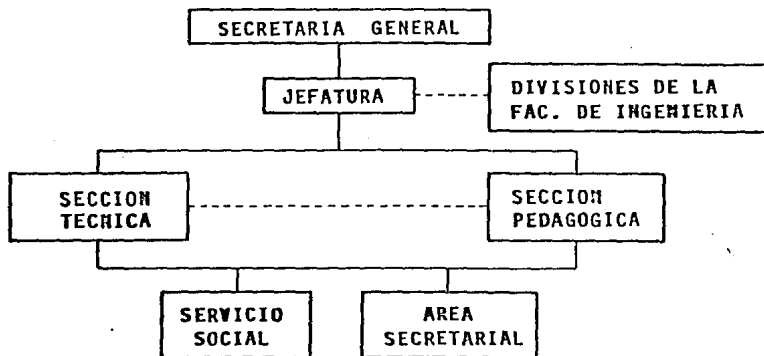 SECRETARIA GENERAL
JEFATURA
DIVISIONES DE LA
FAC. DE INGENIERIA
SECCION
TECNICA
SECCION
PEDAGOGICA
SERVICIO
SOCIAL
AREA
SECRETARIAL